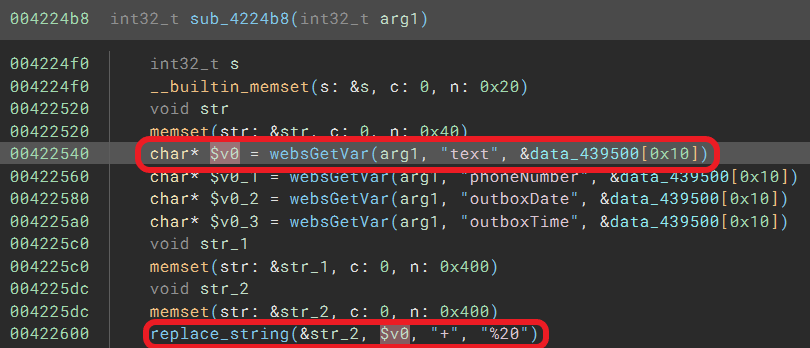 004224b8 int32_t sub_4224b8(int32_t arg1)
004224f0 int32_t s
004224f0 __builtin_memset(s: &s, c: 0, n: 0x20)
00422520 void str
00422520 memset(str: &str, c: 0, n: 0x40)
00422540 char* $v0 = websGetVar(arg1, "text", &data_439500[0x10])
00422560 char* $v0_1 = websGetVar(arg1, "phoneNumber", &data_439500[0x10])
00422580 char* $v0_2 = websGetVar(arg1, "outboxDate", &data_439500[0x10])
004225a0 char* $v0_3 = websGetVar(arg1, "outboxTime", &data_439500[0x10])
004225c0 void str_1
004225c0 memset(str: &str_1, c: 0, n: 0x400)
004225dc void str_2
004225dc memset(str: &str_2, c: 0, n: 0x400)
00422600 replace_string(&str_2, $v0, "+", "%20")